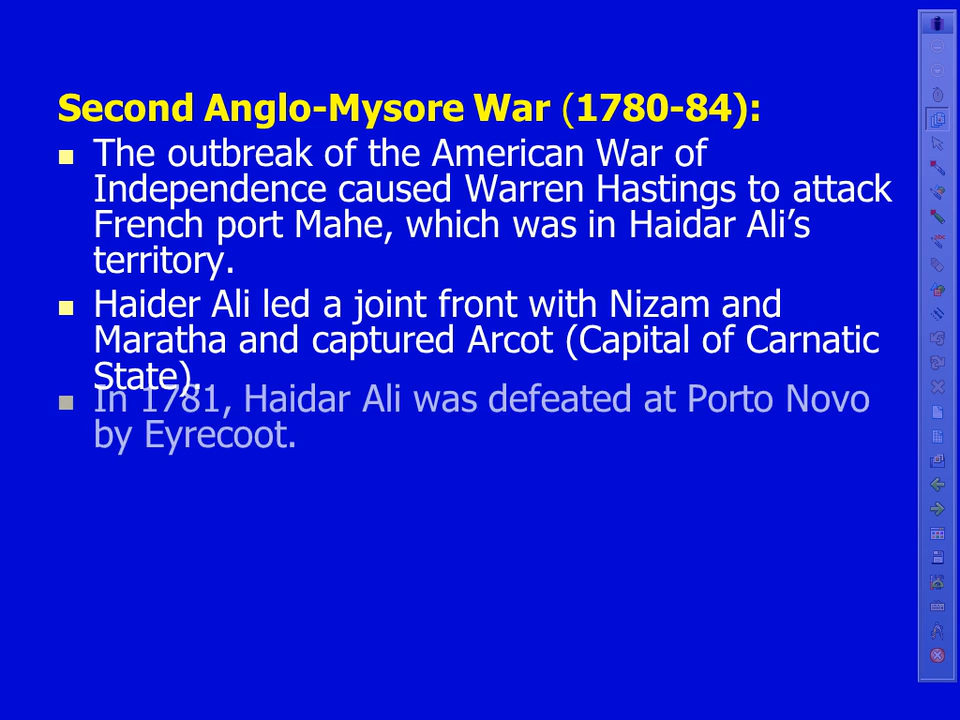 Second Anglo-Mysore War (1780-84):
The outbreak of the American War of
Independence caused Warren Hastings to attack
French port Mahe, which was in Haidar Ali’s
territory.
Haider Ali led a joint front with Nizam and
Maratha and captured Arcot (Capital of Carnatic
State).
In 1781, Haidar Ali was defeated at Porto Novo
by Eyrecoot.